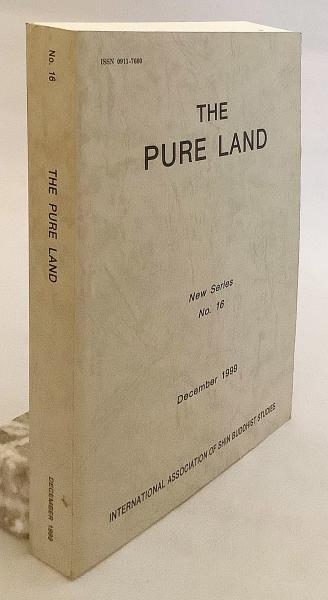 No. 16
THE PURE LAND
DECEMBER 1999
ISSN 0911-7660
THE
PURE LAND
New Series
No. 16
December 1999
INTERNATIONAL ASSOCIATION OF SHIN BUDDHIST STUDIES